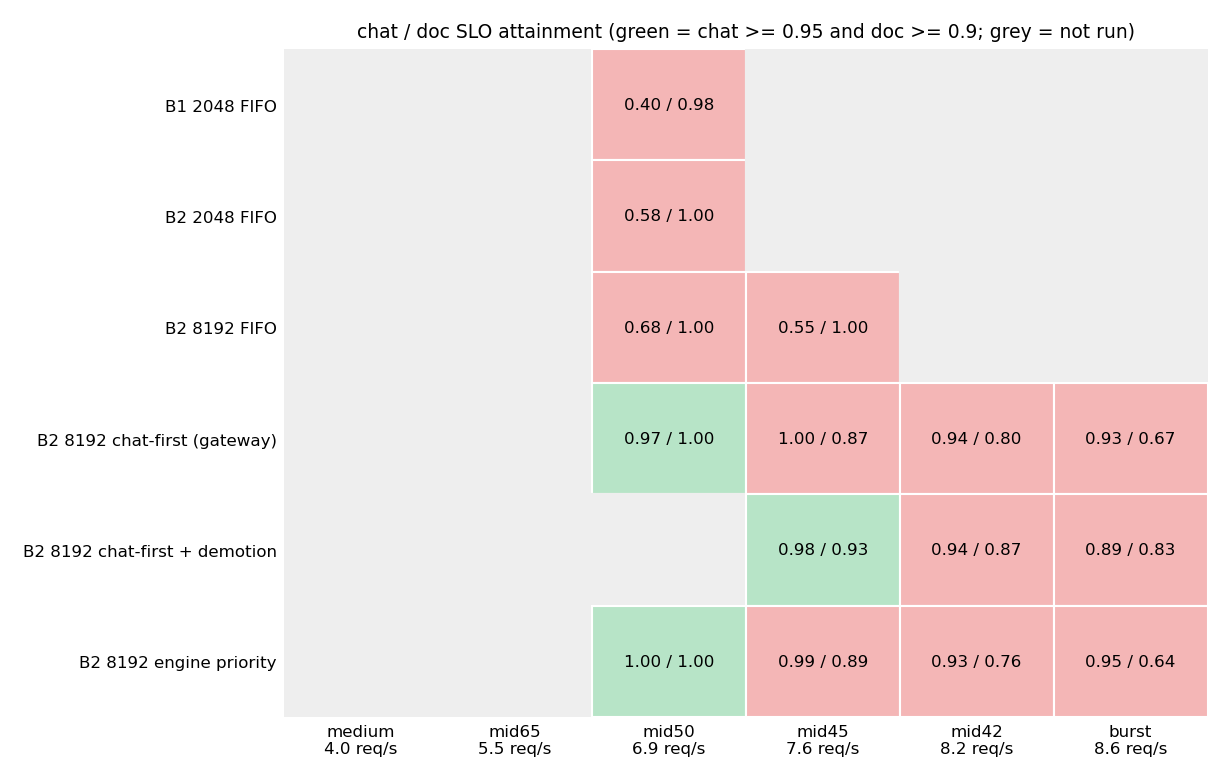 chat / doc SLO attainment (green = chat >= 0.95 and doc >= 0.9; grey = not run)
B1 2048 FIFO
0.40 / 0.98
B2 2048 FIFO
0.58 / 1.00
B2 8192 FIFO
0.68 / 1.00
0.55 / 1.00
B2 8192 chat-first (gateway)
0.97 / 1.00
1.00 / 0.87
0.94 / 0.80
0.93 / 0.67
B2 8192 chat-first + demotion
0.98 / 0.93
0.94 / 0.87
0.89 / 0.83
B2 8192 engine priority
1.00 / 1.00
0.99 / 0.89
0.93 / 0.76
0.95 / 0.64
medium
4.0 req/s
mid65
5.5 req/s
mid50
6.9 req/s
mid45
7.6 req/s
mid42
8.2 req/s
burst
8.6 req/s